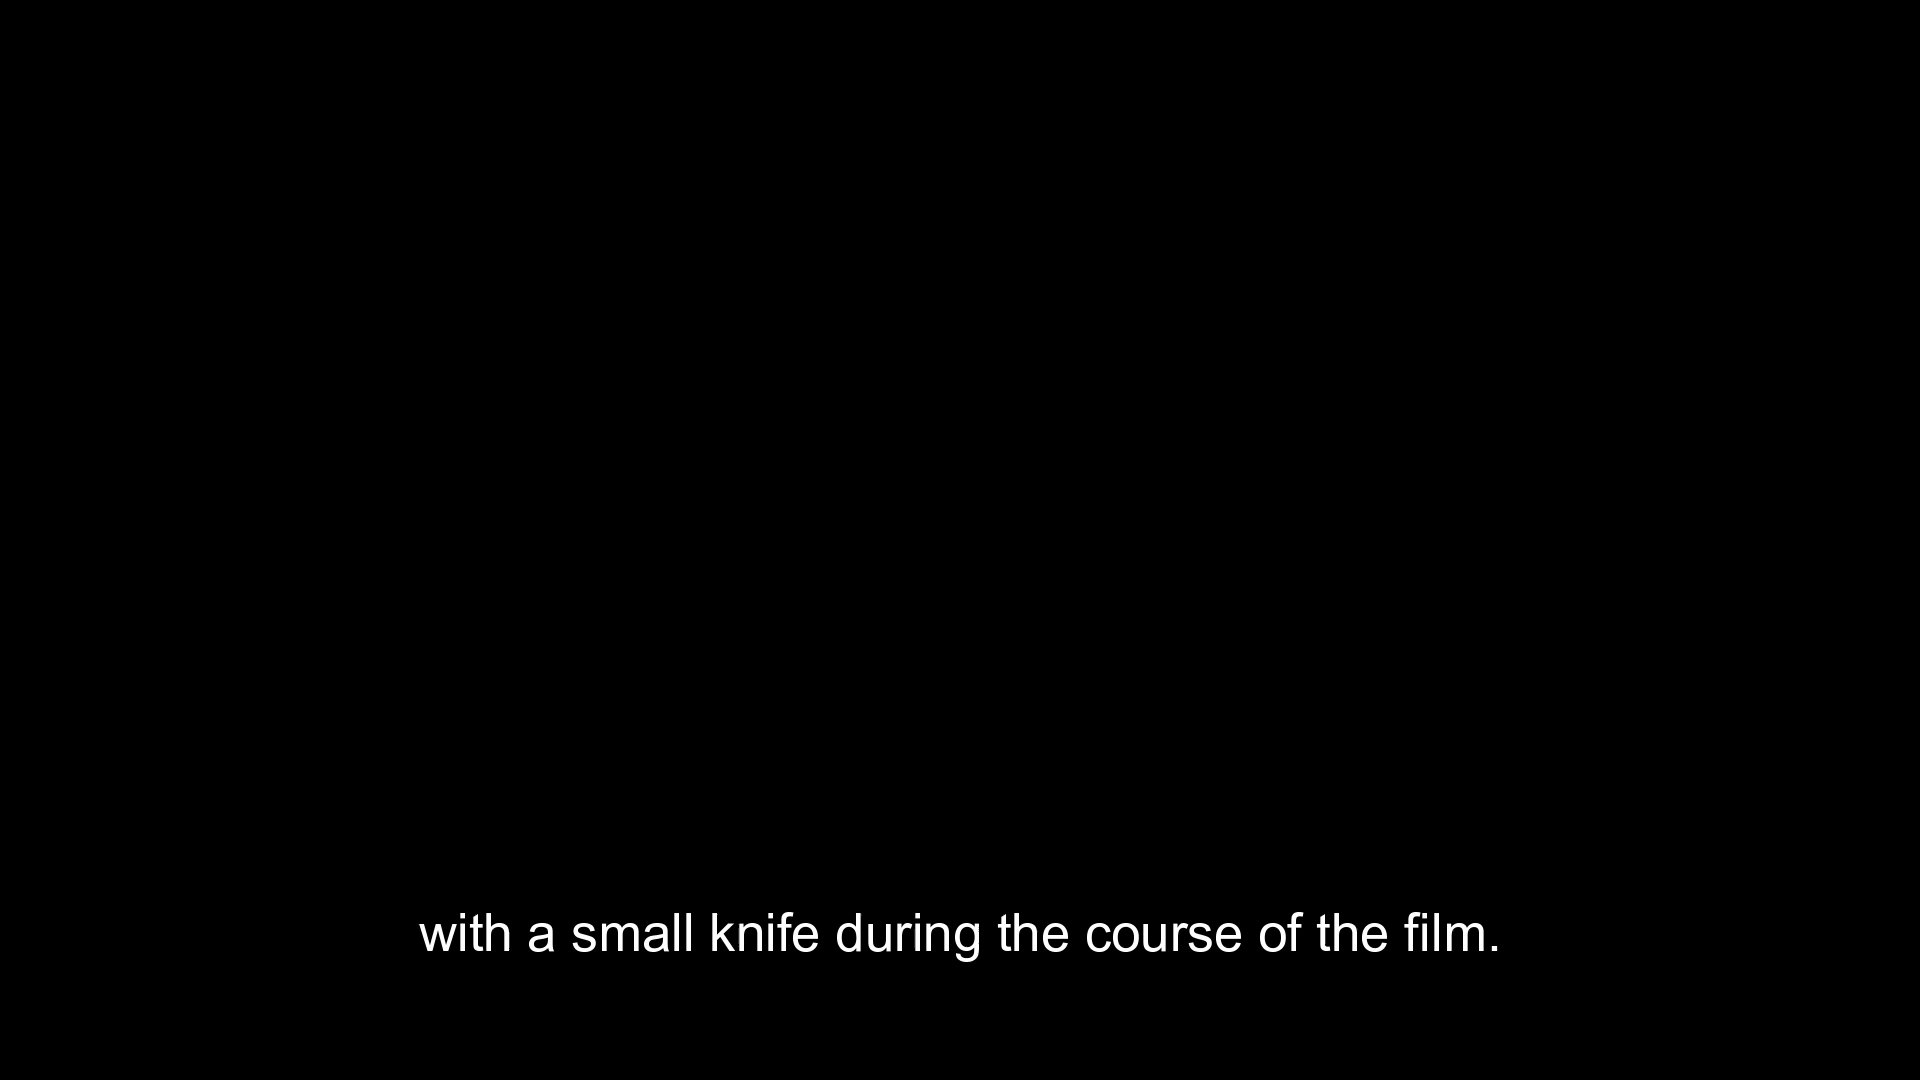 with a small knife during the course of the film.